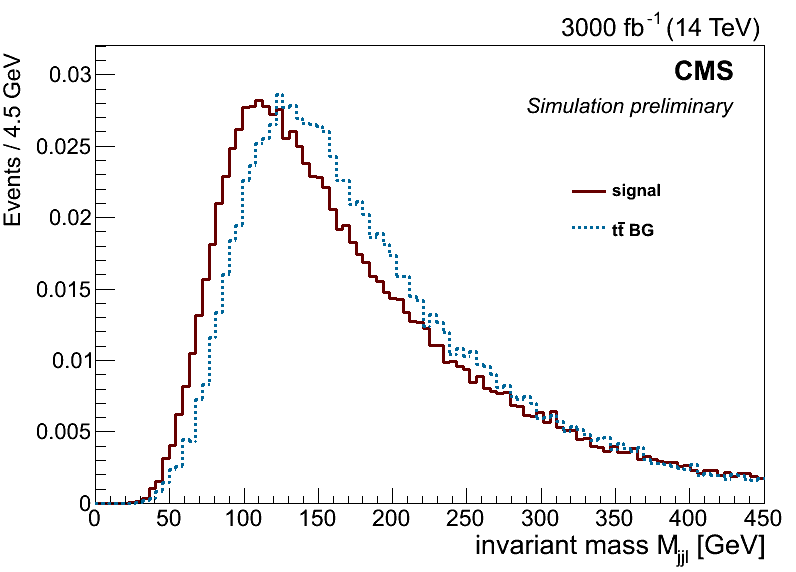 3000 fb⁻¹ (14 TeV)
CMS
Simulation preliminary
Events / 4.5 GeV
0.03
0.025
0.02
0.015
0.01
0.005
0
signal
tt̄ BG
0 50 100 150 200 250 300 350 400 450
invariant mass Mjjl [GeV]